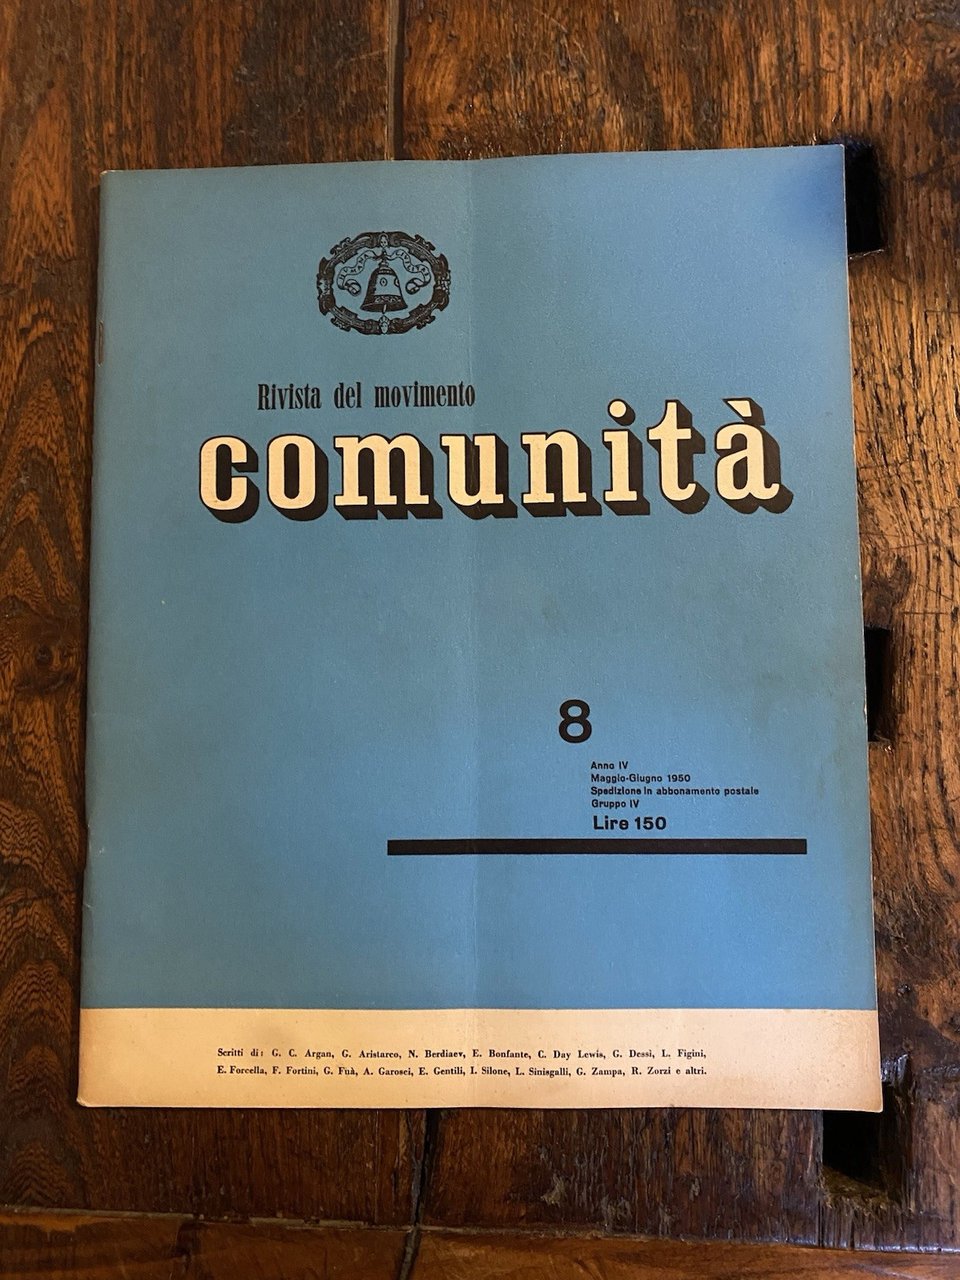 HUMANA CIVILITAS
Rivista del movimento
comunità
8
Anno IV
Maggio-Giugno 1950
Spedizione in abbonamento postale
Gruppo IV
Lire 150
Scritti di: G. C. Argan, G. Aristarco, N. Berdiaev, E. Bonfante, C. Day Lewis, G. Dessì, L. Figini,
E. Forcella, F. Fortini, G. Fuà, A. Garosci, E. Gentili, I. Silone, L. Sinisgalli, G. Zampa, R. Zorzi e altri.